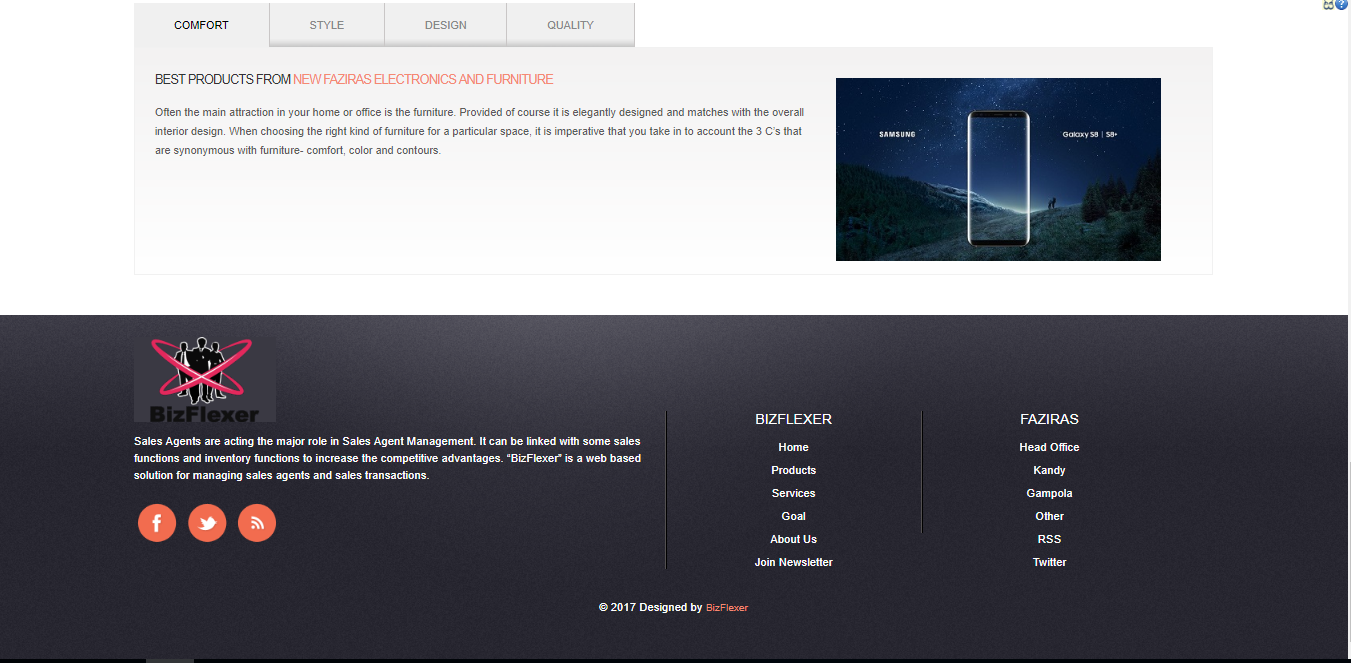 COMFORT STYLE DESIGN QUALITY
BEST PRODUCTS FROM NEW FAZIRAS ELECTRONICS AND FURNITURE
Often the main attraction in your home or office is the furniture. Provided of course it is elegantly designed and matches with the overall
interior design. When choosing the right kind of furniture for a particular space, it is imperative that you take in to account the 3 C's that
are synonymous with furniture- comfort, color and contours.
SAMSUNG
Galaxy S8 | S8+
BizFlexer
Sales Agents are acting the major role in Sales Agent Management. It can be linked with some sales
functions and inventory functions to increase the competitive advantages. “BizFlexer” is a web based
solution for managing sales agents and sales transactions.
BIZFLEXER
Home
Products
Services
Goal
About Us
Join Newsletter
FAZIRAS
Head Office
Kandy
Gampola
Other
RSS
Twitter
© 2017 Designed by BizFlexer